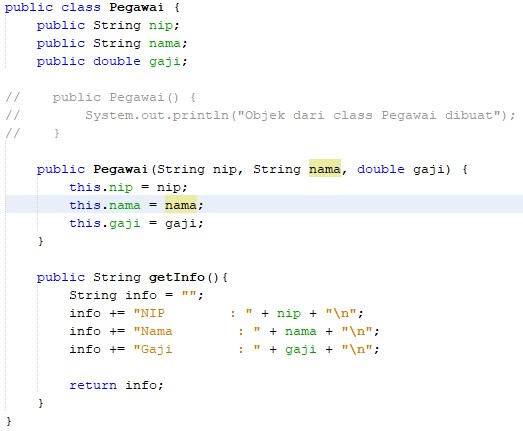 public class Pegawai {
    public String nip;
    public String nama;
    public double gaji;

//    public Pegawai() {
//        System.out.println("Objek dari class Pegawai dibuat");
//    }

    public Pegawai(String nip, String nama, double gaji) {
        this.nip = nip;
        this.nama = nama;
        this.gaji = gaji;
    }

    public String getInfo(){
        String info = "";
        info += "NIP        : " + nip + "\n";
        info += "Nama        : " + nama + "\n";
        info += "Gaji        : " + gaji + "\n";

        return info;
    }
}